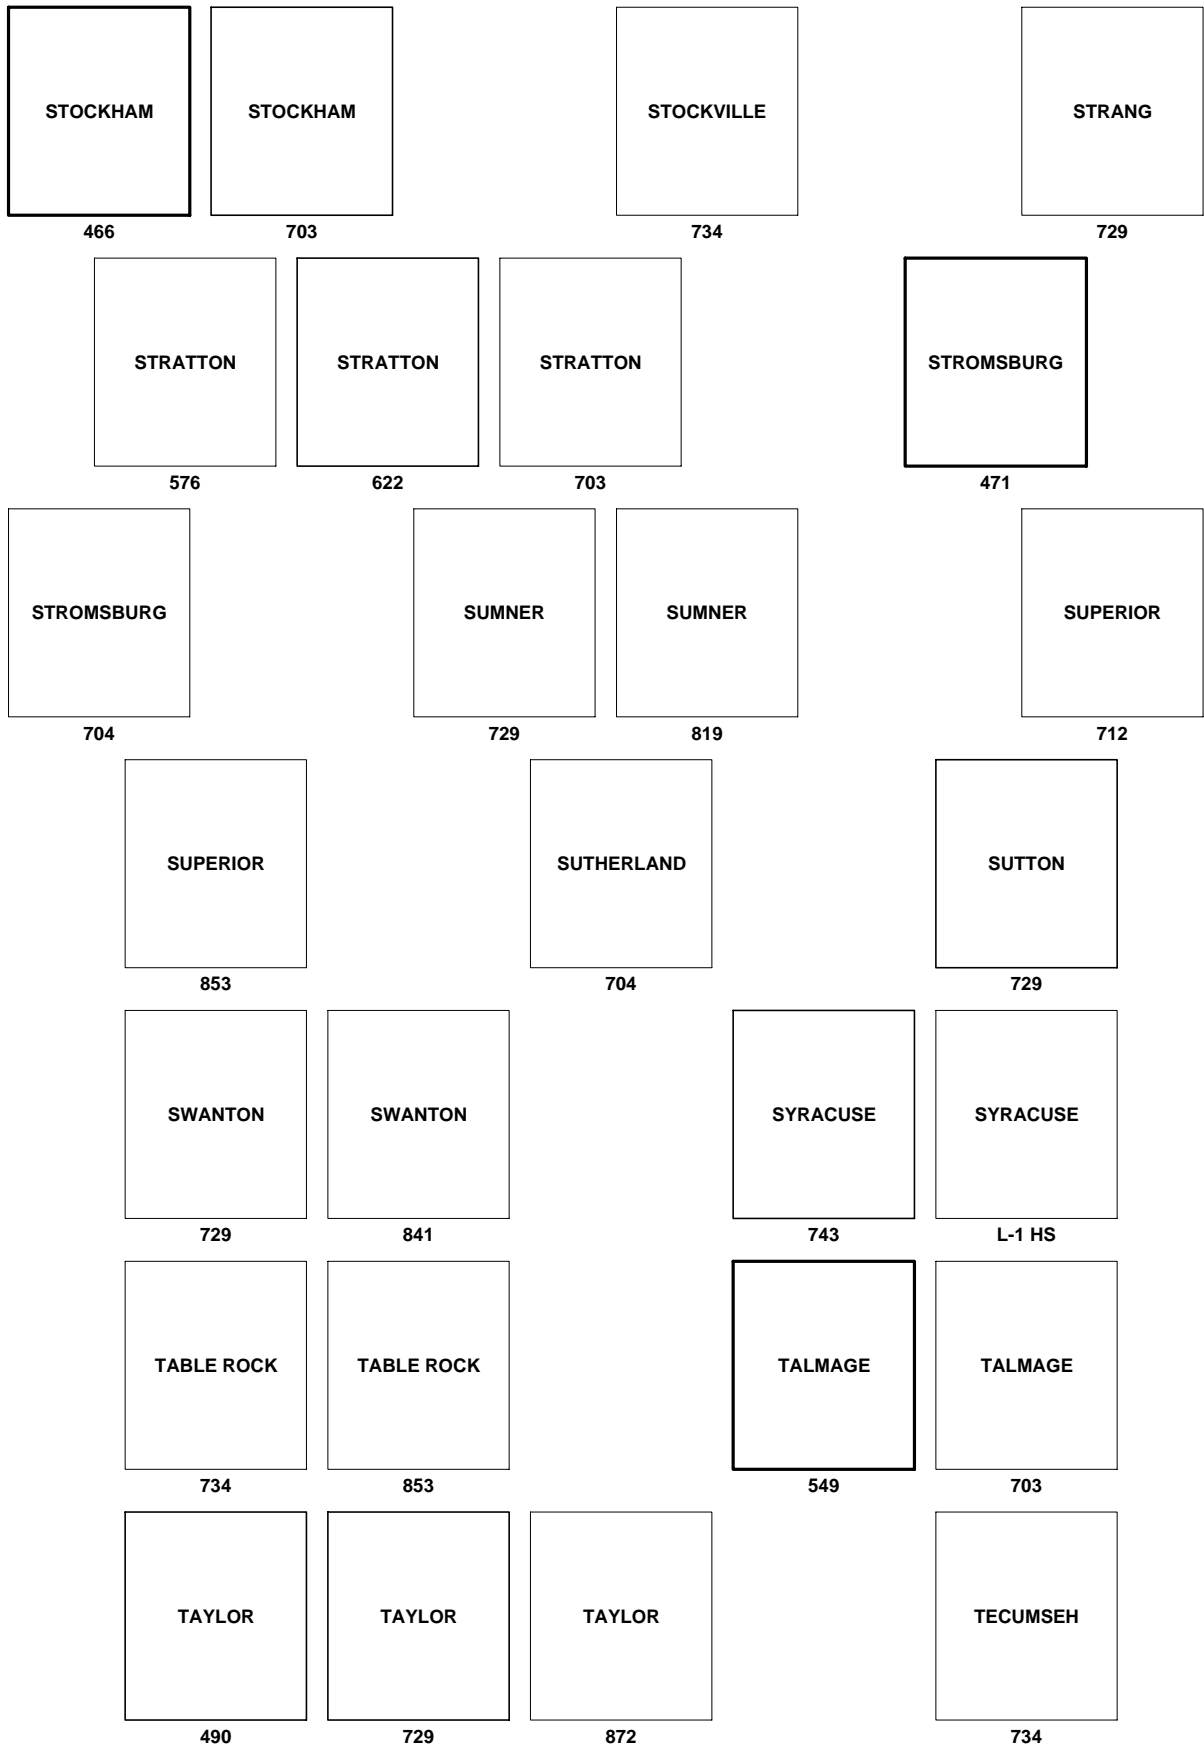 STOCKHAM STOCKHAM STOCKVILLE STRANG
466 703 734 729
STRATTON STRATTON STRATTON STROMSBURG
576 622 703 471
STROMSBURG SUMNER SUMNER SUPERIOR
704 729 819 712
SUPERIOR SUTHERLAND SUTTON
853 704 729
SWANTON SWANTON SYRACUSE SYRACUSE
729 841 743 L-1 HS
TABLE ROCK TABLE ROCK TALMAGE TALMAGE
734 853 549 703
TAYLOR TAYLOR TAYLOR TECUMSEH
490 729 872 734